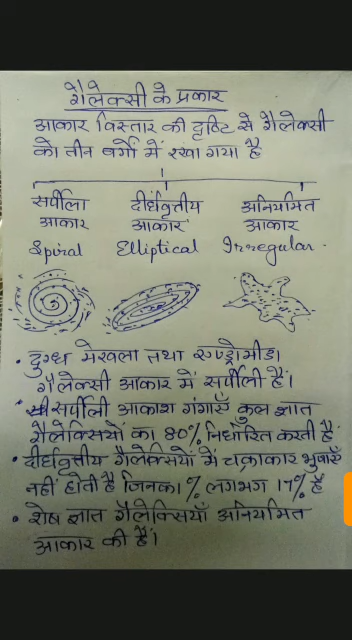 गैलेक्सी के प्रकार
आकार विस्तार की दृष्टि से गैलेक्सी
को तीन वर्गो में रखा गया है
सर्पीला दीर्घवृत्तीय अनियमित
आकार आकार आकार
Spiral Elliptical Irregular.
• दुग्ध मेखला तथा एण्ड्रोमीडा
गैलेक्सी आकार में सर्पीली हैं।
• सर्पीली आकाश गंगाएँ कुल ज्ञात
गैलेक्सियों का 80% निर्धारित करती हैं
• दीर्घवृत्तीय गैलेक्सियों में चक्राकार भुजाएँ
नहीं होती हैं जिनका % लगभग 17% है
• शेष ज्ञात गैलेक्सियाँ अनियमित
आकार की हैं।